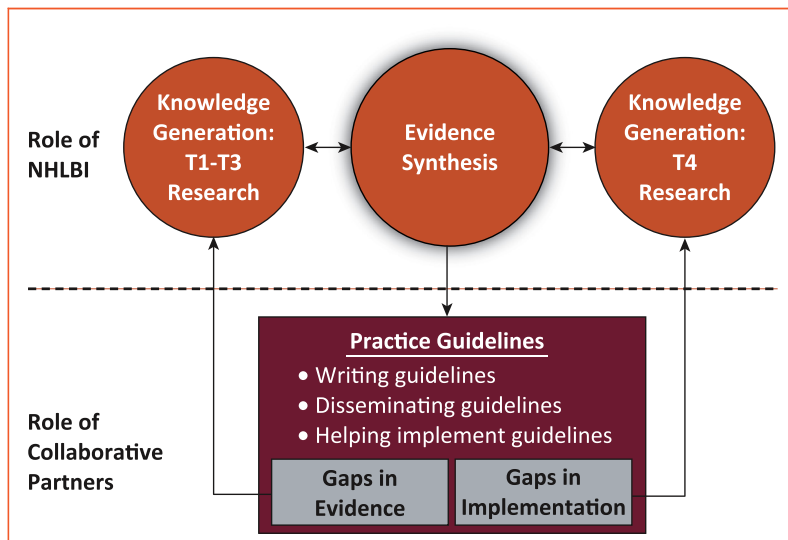 Role of
NHLBI
Knowledge
Generation:
T1-T3
Research
Evidence
Synthesis
Knowledge
Generation:
T4
Research
Role of
Collaborative
Partners
Practice Guidelines
• Writing guidelines
• Disseminating guidelines
• Helping implement guidelines
Gaps in
Evidence
Gaps in
Implementation